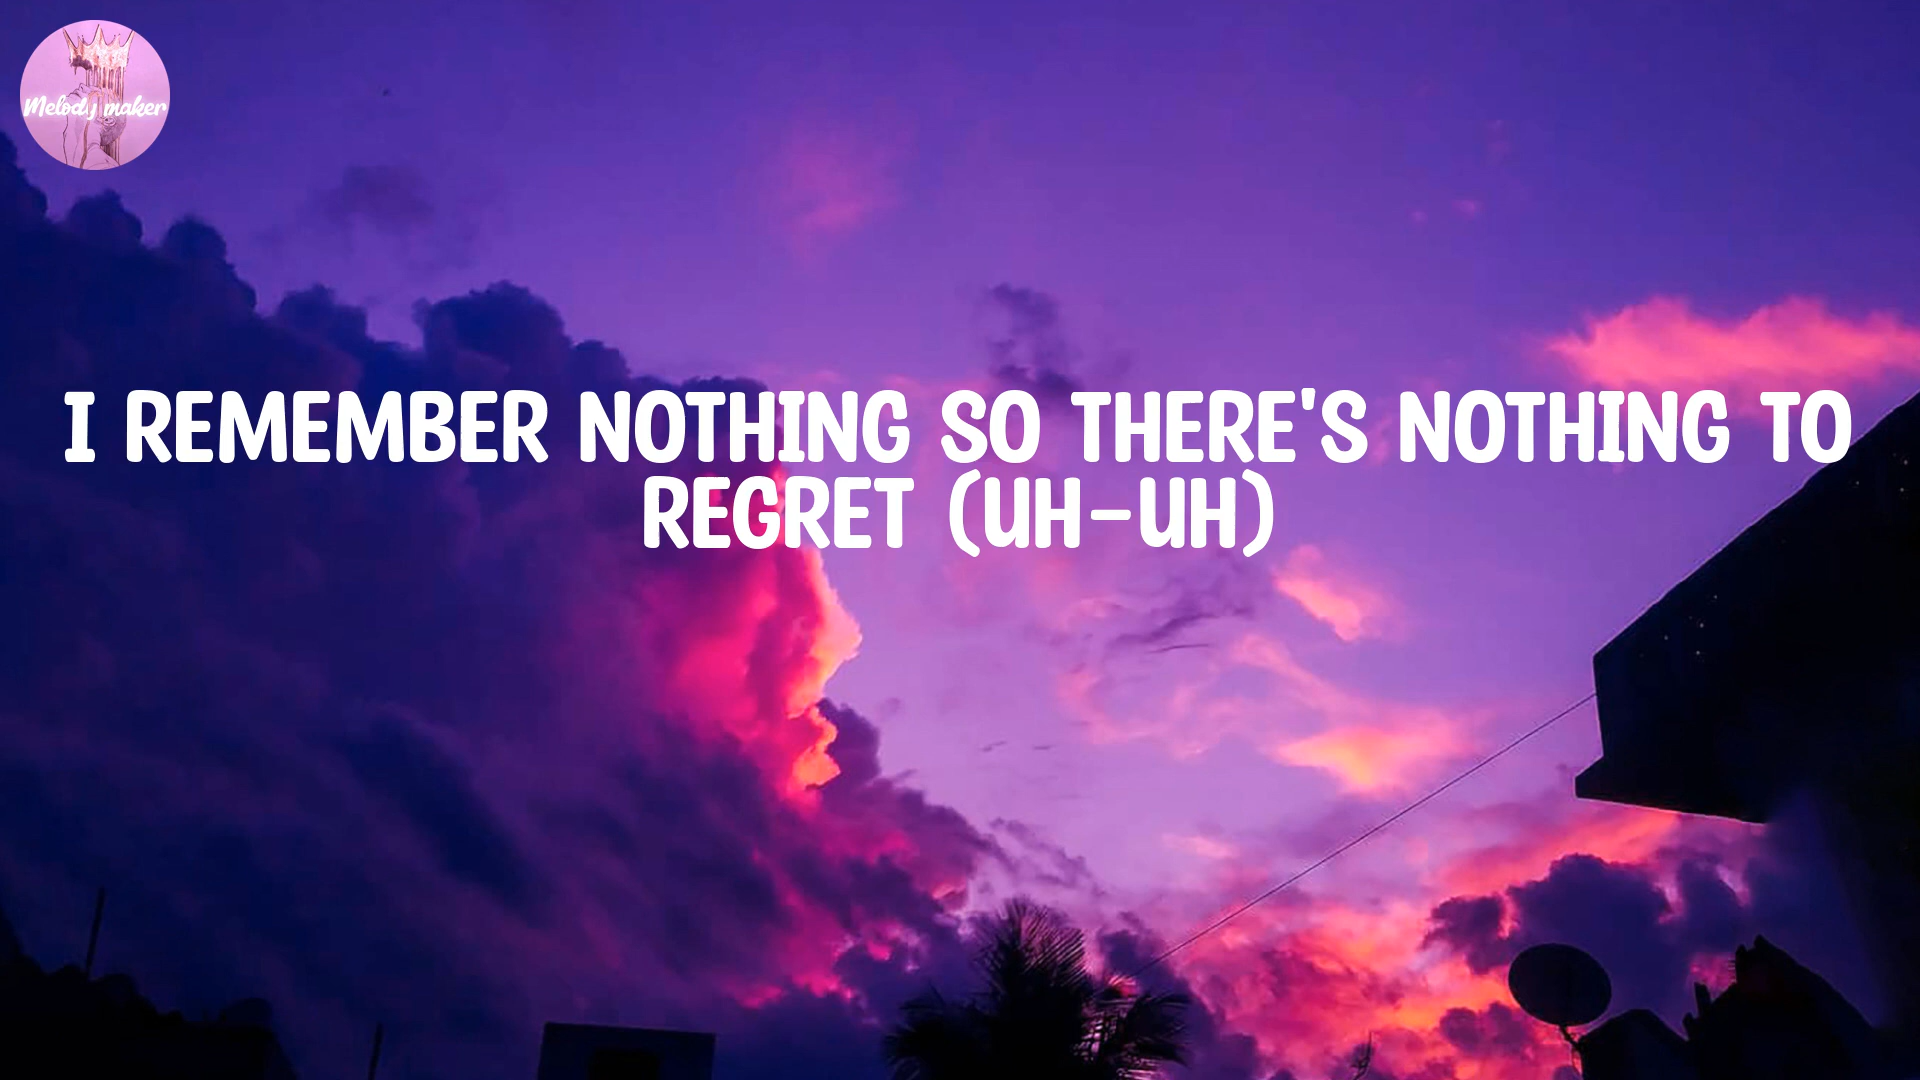 Melody maker
I REMEMBER NOTHING SO THERE'S NOTHING TO
REGRET (UH-UH)